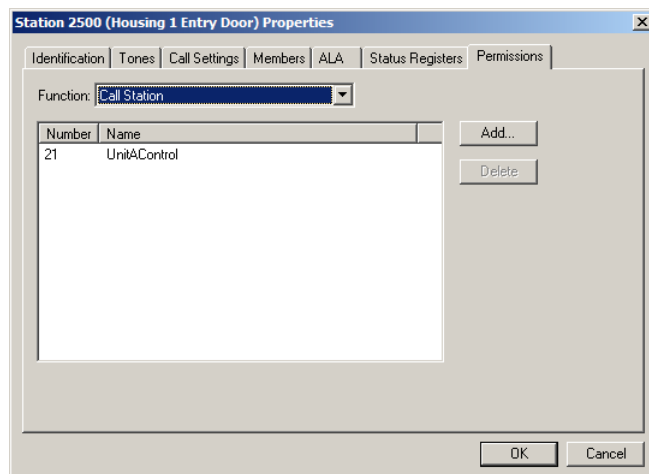 Station 2500 (Housing 1 Entry Door) Properties
Identification Tones Call Settings Members ALA Status Registers Permissions
Function: Call Station
Number Name Add...
21 UnitAControl
Delete
OK Cancel